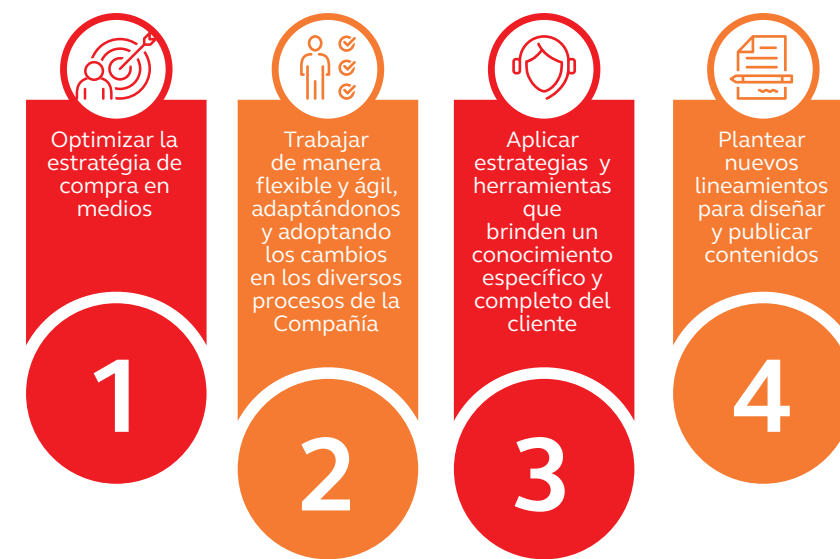 Optimizar la
estratégia de
compra en
medios
1
Trabajar
de manera
flexible y ágil,
adaptándonos
y adoptando
los cambios
en los diversos
procesos de la
Compañía
2
Aplicar
estrategias  y
herramientas
que
brinden un
conocimiento
específico y
completo del
cliente
3
Plantear
nuevos
lineamientos
para diseñar
y publicar
contenidos
4